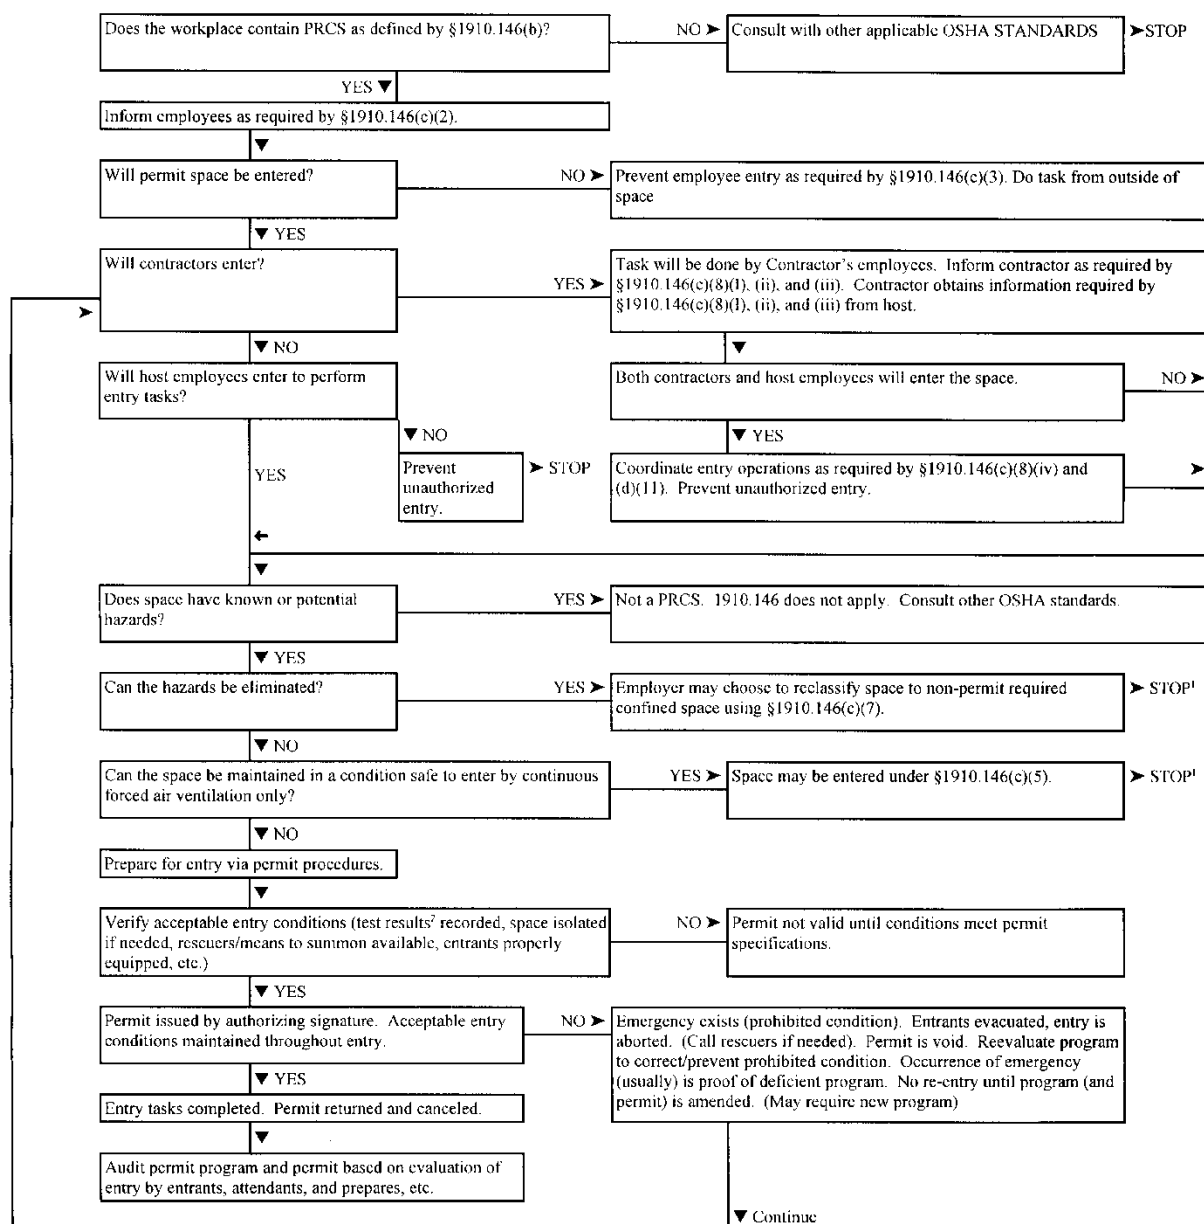 Does the workplace contain PRCS as defined by §1910.146(b)?
NO ➤
Consult with other applicable OSHA STANDARDS
➤STOP
YES ▼
Inform employees as required by §1910.146(c)(2).
▼
Will permit space be entered?
NO ➤
Prevent employee entry as required by §1910.146(c)(3). Do task from outside of
space
▼ YES
Will contractors enter?
YES ➤
Task will be done by Contractor's employees. Inform contractor as required by
§1910.146(c)(8)(l), (ii), and (iii). Contractor obtains information required by
§1910.146(c)(8)(l), (ii), and (iii) from host.
➤
▼ NO
▼
Will host employees enter to perform
entry tasks?
Both contractors and host employees will enter the space.
NO ➤
▼ NO
▼ YES
YES
Prevent
unauthorized
entry.
➤ STOP
Coordinate entry operations as required by §1910.146(c)(8)(iv) and
(d)(11). Prevent unauthorized entry.
➤
←
▼
Does space have known or potential
hazards?
YES ➤
Not a PRCS. 1910.146 does not apply. Consult other OSHA standards.
▼ YES
Can the hazards be eliminated?
YES ➤
Employer may choose to reclassify space to non-permit required
confined space using §1910.146(c)(7).
➤ STOP¹
▼ NO
Can the space be maintained in a condition safe to enter by continuous
forced air ventilation only?
YES ➤
Space may be entered under §1910.146(c)(5).
➤ STOP¹
▼ NO
Prepare for entry via permit procedures.
▼
Verify acceptable entry conditions (test results² recorded, space isolated
if needed, rescuers/means to summon available, entrants properly
equipped, etc.)
NO ➤
Permit not valid until conditions meet permit
specifications.
▼ YES
Permit issued by authorizing signature. Acceptable entry
conditions maintained throughout entry.
NO ➤
Emergency exists (prohibited condition). Entrants evacuated, entry is
aborted. (Call rescuers if needed). Permit is void. Reevaluate program
to correct/prevent prohibited condition. Occurrence of emergency
(usually) is proof of deficient program. No re-entry until program (and
permit) is amended. (May require new program)
▼ YES
Entry tasks completed. Permit returned and canceled.
▼
Audit permit program and permit based on evaluation of
entry by entrants, attendants, and prepares, etc.
▼ Continue